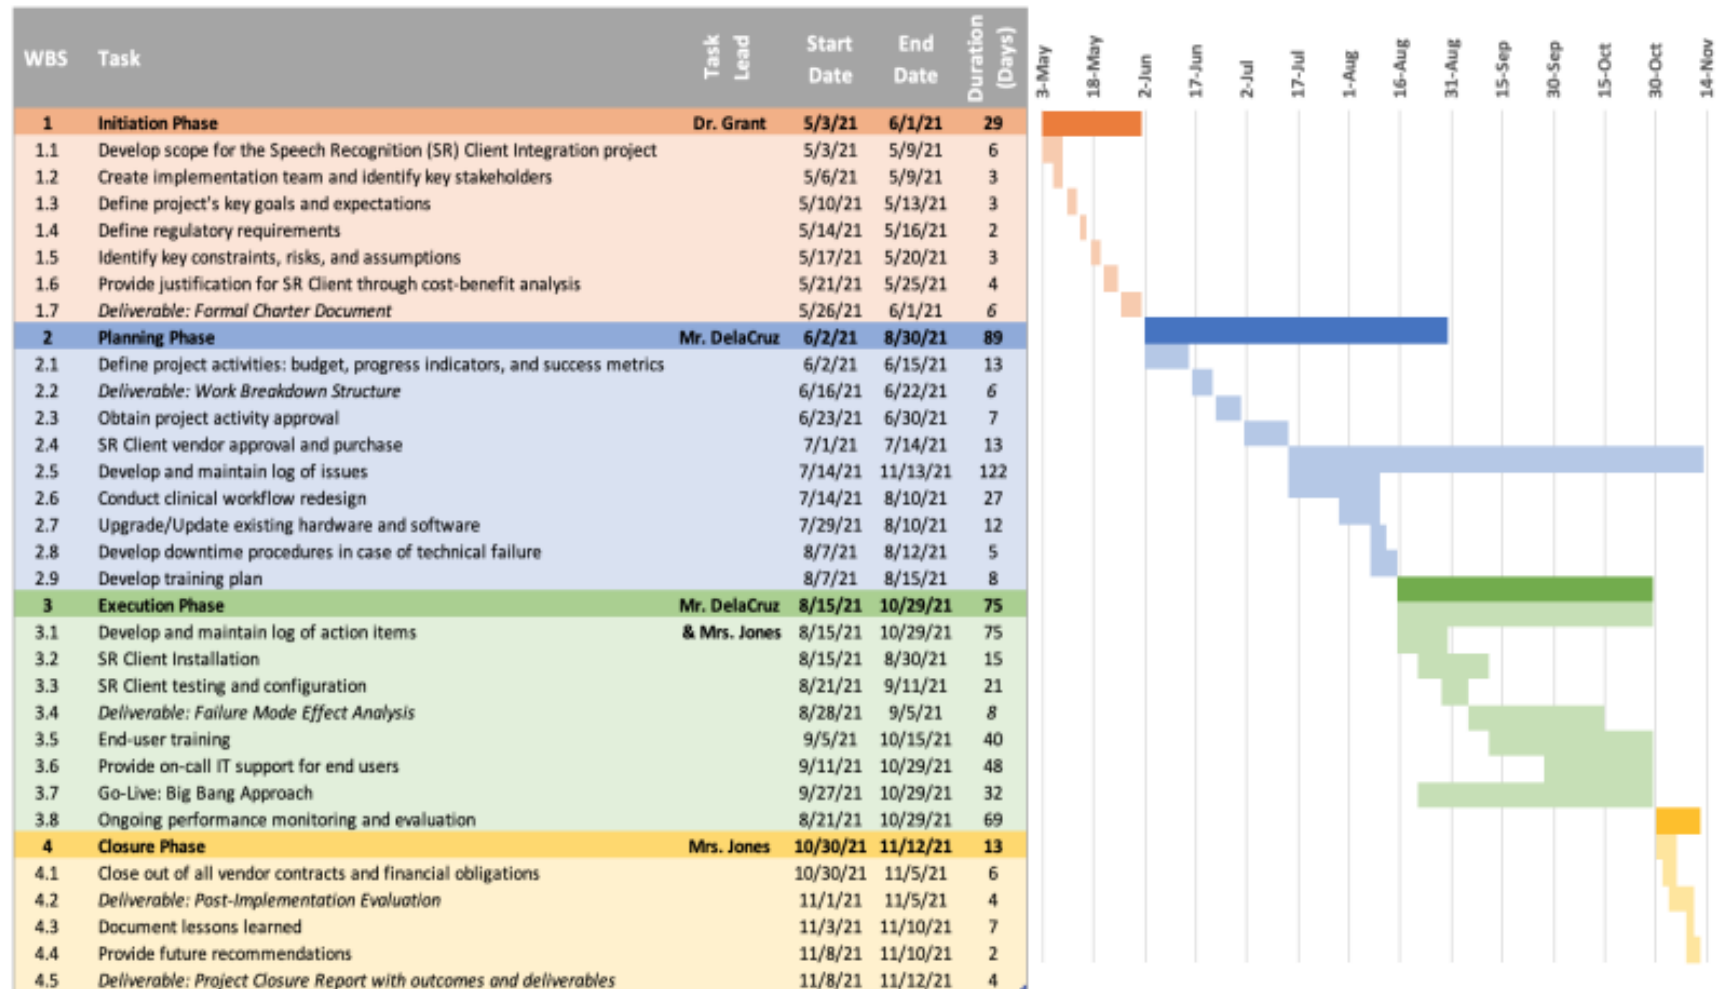 WBS Task Task Lead Start Date End Date Duration (Days) 3-May 18-May 2-Jun 17-Jun 2-Jul 17-Jul 1-Aug 16-Aug 31-Aug 15-Sep 30-Sep 15-Oct 30-Oct 14-Nov
1 Initiation Phase Dr. Grant 5/3/21 6/1/21 29
1.1 Develop scope for the Speech Recognition (SR) Client Integration project 5/3/21 5/9/21 6
1.2 Create implementation team and identify key stakeholders 5/6/21 5/9/21 3
1.3 Define project's key goals and expectations 5/10/21 5/13/21 3
1.4 Define regulatory requirements 5/14/21 5/16/21 2
1.5 Identify key constraints, risks, and assumptions 5/17/21 5/20/21 3
1.6 Provide justification for SR Client through cost-benefit analysis 5/21/21 5/25/21 4
1.7 Deliverable: Formal Charter Document 5/26/21 6/1/21 6
2 Planning Phase Mr. DelaCruz 6/2/21 8/30/21 89
2.1 Define project activities: budget, progress indicators, and success metrics 6/2/21 6/15/21 13
2.2 Deliverable: Work Breakdown Structure 6/16/21 6/22/21 6
2.3 Obtain project activity approval 6/23/21 6/30/21 7
2.4 SR Client vendor approval and purchase 7/1/21 7/14/21 13
2.5 Develop and maintain log of issues 7/14/21 11/13/21 122
2.6 Conduct clinical workflow redesign 7/14/21 8/10/21 27
2.7 Upgrade/Update existing hardware and software 7/29/21 8/10/21 12
2.8 Develop downtime procedures in case of technical failure 8/7/21 8/12/21 5
2.9 Develop training plan 8/7/21 8/15/21 8
3 Execution Phase Mr. DelaCruz 8/15/21 10/29/21 75
3.1 Develop and maintain log of action items & Mrs. Jones 8/15/21 10/29/21 75
3.2 SR Client Installation 8/15/21 8/30/21 15
3.3 SR Client testing and configuration 8/21/21 9/11/21 21
3.4 Deliverable: Failure Mode Effect Analysis 8/28/21 9/5/21 8
3.5 End-user training 9/5/21 10/15/21 40
3.6 Provide on-call IT support for end users 9/11/21 10/29/21 48
3.7 Go-Live: Big Bang Approach 9/27/21 10/29/21 32
3.8 Ongoing performance monitoring and evaluation 8/21/21 10/29/21 69
4 Closure Phase Mrs. Jones 10/30/21 11/12/21 13
4.1 Close out of all vendor contracts and financial obligations 10/30/21 11/5/21 6
4.2 Deliverable: Post-Implementation Evaluation 11/1/21 11/5/21 4
4.3 Document lessons learned 11/3/21 11/10/21 7
4.4 Provide future recommendations 11/8/21 11/10/21 2
4.5 Deliverable: Project Closure Report with outcomes and deliverables 11/8/21 11/12/21 4